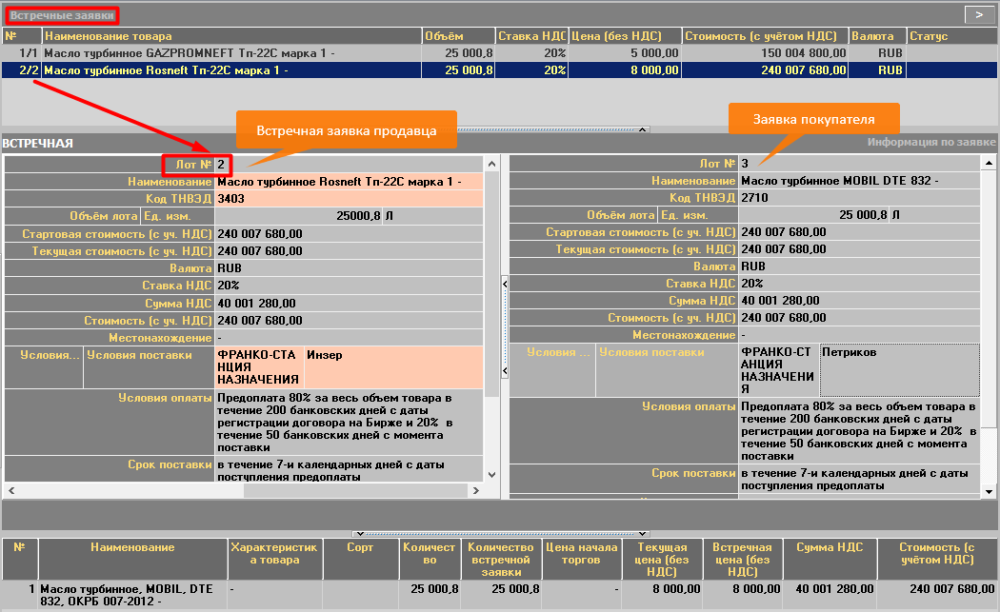 Встречные заявки
>
№ Наименование товара Объём Ставка НДС Цена (без НДС) Стоимость (с учётом НДС) Валюта Статус
1/1 Масло турбинное GAZPROMNEFT Тп-22С марка 1 - 25 000,8 20% 5 000,00 150 004 800,00 RUB
2/2 Масло турбинное Rosneft Тп-22С марка 1 - 25 000,8 20% 8 000,00 240 007 680,00 RUB
Встречная заявка продавца
Заявка покупателя
ВСТРЕЧНАЯ
Информация по заявке
Лот № 2
Наименование Масло турбинное Rosneft Тп-22С марка 1 -
Код ТНВЭД 3403
Объём лота Ед. изм. 25000,8 Л
Стартовая стоимость (с уч. НДС) 240 007 680,00
Текущая стоимость (с уч. НДС) 240 007 680,00
Валюта RUB
Ставка НДС 20%
Сумма НДС 40 001 280,00
Стоимость (с уч. НДС) 240 007 680,00
Местонахождение -
Условия... Условия поставки ФРАНКО-СТА Инзер
НЦИЯ
НАЗНАЧЕНИЯ
Условия оплаты Предоплата 80% за весь объем товара в
течение 200 банковских дней с даты
регистрации договора на Бирже и 20% в
течение 50 банковских дней с момента
поставки
Срок поставки в течение 7-и календарных дней с даты
поступления предоплаты
Лот № 3
Наименование Масло турбинное MOBIL DTE 832 -
Код ТНВЭД 2710
Объём лота Ед. изм. 25 000,8 Л
Стартовая стоимость (с уч. НДС) 240 007 680,00
Текущая стоимость (с уч. НДС) 240 007 680,00
Валюта RUB
Ставка НДС 20%
Сумма НДС 40 001 280,00
Стоимость (с уч. НДС) 240 007 680,00
Местонахождение -
Условия ... Условия поставки ФРАНКО-СТ Петриков
АНЦИЯ
НАЗНАЧЕНИ
Я
Условия оплаты Предоплата 80% за весь объем товара в
течение 200 банковских дней с даты
регистрации договора на Бирже и 20% в
течение 50 банковских дней с момента
поставки
Срок поставки в течение 7-и календарных дней с даты
поступления предоплаты
№ Наименование Характеристик Сорт Количест Количество Цена начала Текущая Встречная Сумма НДС Стоимость (с
а товара во встречной торгов цена (без цена (без учётом НДС)
заявки НДС) НДС)
1 Масло турбинное, MOBIL, DTE - 25 000,8 25 000,8 - 8 000,00 8 000,00 40 001 280,00 240 007 680,00
832, ОКРБ 007-2012 -